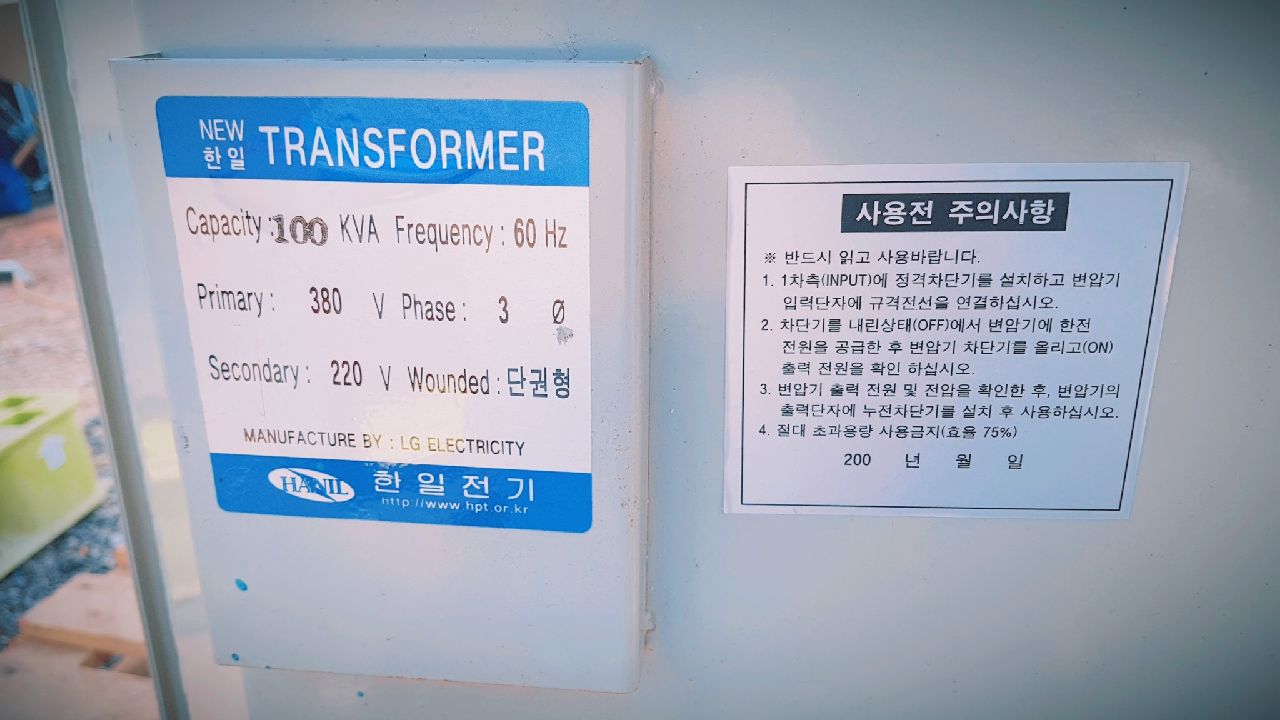 NEW
한일 TRANSFORMER
Capacity : 100 KVA Frequency : 60 Hz
Primary : 380 V Phase : 3 Ø
Secondary : 220 V Wounded : 단권형
MANUFACTURE BY : LG ELECTRICITY
HANIL 한일전기
http://www.hpt.or.kr
사용전 주의사항
※ 반드시 읽고 사용바랍니다.
1. 1차측(INPUT)에 정격차단기를 설치하고 변압기
입력단자에 규격전선을 연결하십시오.
2. 차단기를 내린상태(OFF)에서 변압기에 한전
전원을 공급한 후 변압기 차단기를 올리고(ON)
출력 전원을 확인 하십시오.
3. 변압기 출력 전원 및 전압을 확인한 후, 변압기의
출력단자에 누전차단기를 설치 후 사용하십시오.
4. 절대 초과용량 사용금지(효율 75%)
200 년 월 일